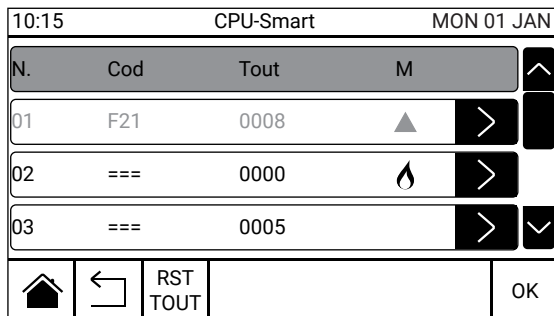 10:15 CPU-Smart MON 01 JAN
N. Cod Tout M
01 F21 0008
02 === 0000
03 === 0005
RST
TOUT
OK